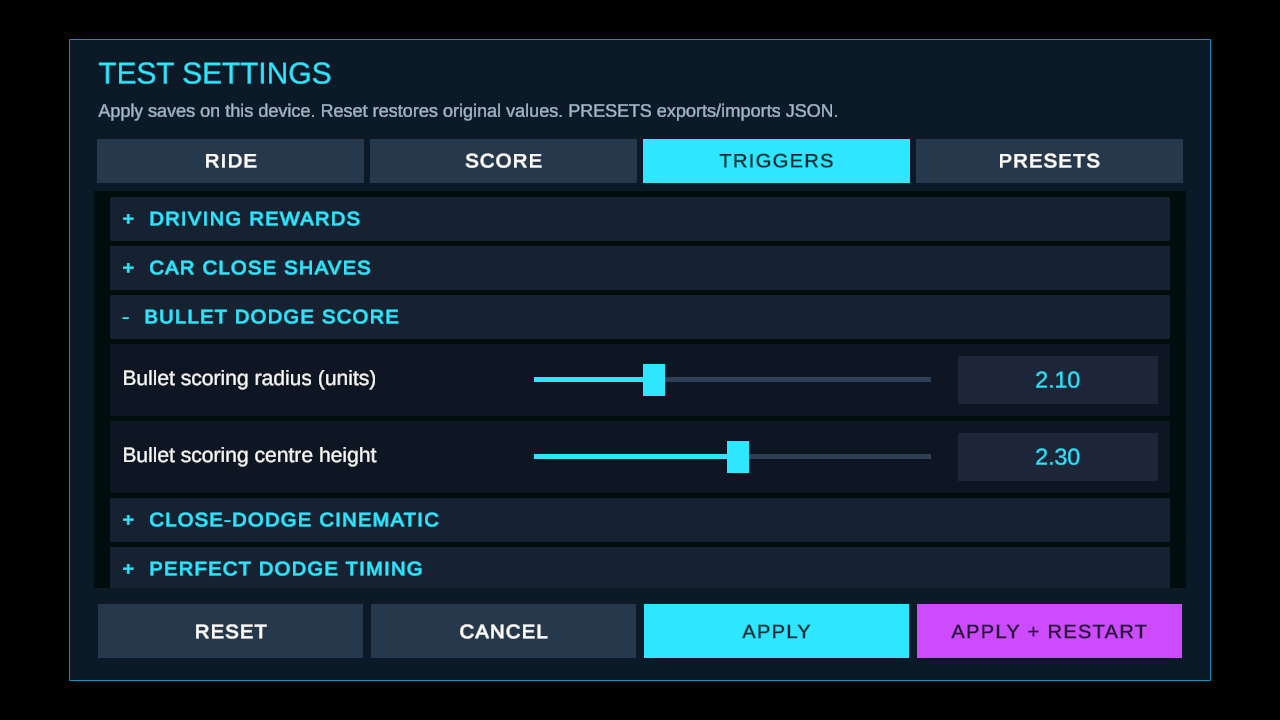 TEST SETTINGS
Apply saves on this device. Reset restores original values. PRESETS exports/imports JSON.
RIDE SCORE TRIGGERS PRESETS
+ DRIVING REWARDS
+ CAR CLOSE SHAVES
- BULLET DODGE SCORE
Bullet scoring radius (units) 2.10
Bullet scoring centre height 2.30
+ CLOSE-DODGE CINEMATIC
+ PERFECT DODGE TIMING
RESET CANCEL APPLY APPLY + RESTART